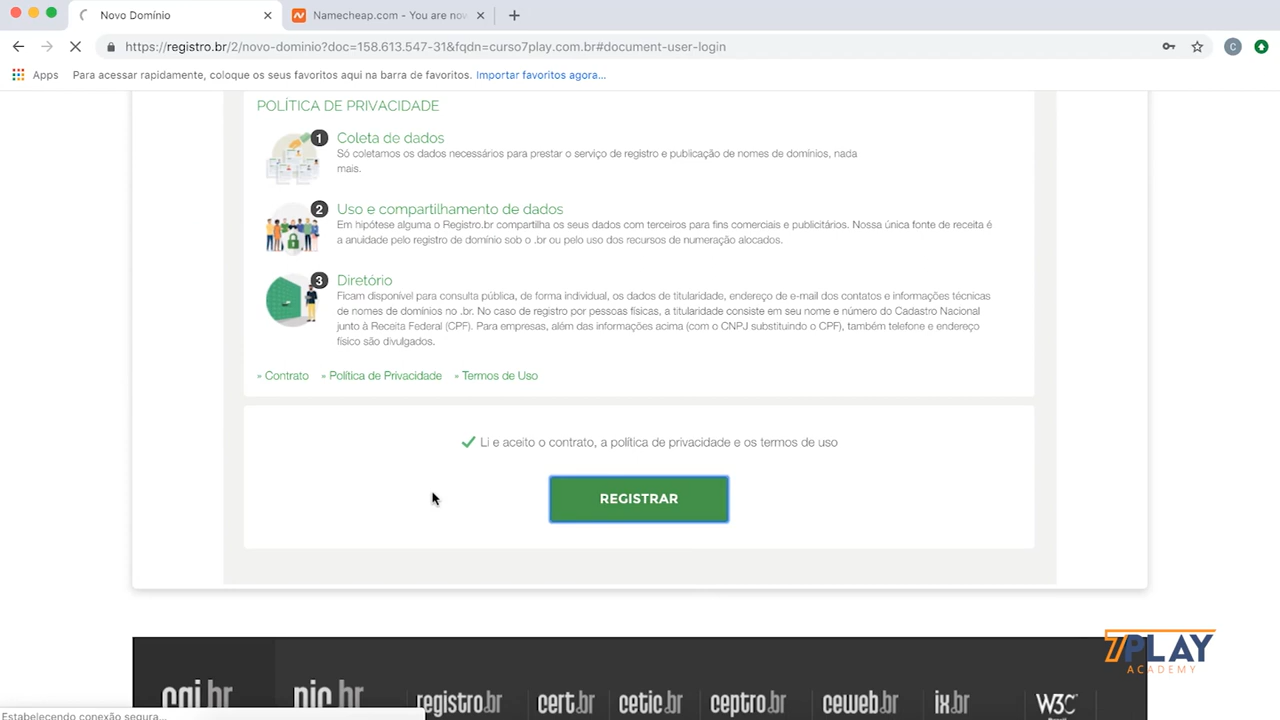 Novo Domínio
Namecheap.com - You are nov
https://registro.br/2/novo-dominio?doc=158.613.547-31&fqdn=curso7play.com.br#document-user-login
C
Apps
Para acessar rapidamente, coloque os seus favoritos aqui na barra de favoritos. Importar favoritos agora...
POLÍTICA DE PRIVACIDADE
1
Coleta de dados
Só coletamos os dados necessários para prestar o serviço de registro e publicação de nomes de domínios, nada
mais.
2
Uso e compartilhamento de dados
Em hipótese alguma o Registro.br compartilha os seus dados com terceiros para fins comerciais e publicitários. Nossa única fonte de receita é
a anuidade pelo registro de domínio sob o .br ou pelo uso dos recursos de numeração alocados.
3
Diretório
Ficam disponível para consulta pública, de forma individual, os dados de titularidade, endereço de e-mail dos contatos e informações técnicas
de nomes de domínios no .br. No caso de registro por pessoas físicas, a titularidade consiste em seu nome e número do Cadastro Nacional
junto à Receita Federal (CPF). Para empresas, além das informações acima (com o CNPJ substituindo o CPF), também telefone e endereço
físico são divulgados.
» Contrato » Política de Privacidade » Termos de Uso
Li e aceito o contrato, a política de privacidade e os termos de uso
REGISTRAR
7PLAY
ACADEMY
cgi.br nic.br registro.br cert.br cetic.br ceptro.br ceweb.br ix.br W3C
Estabelecendo conexão segura...